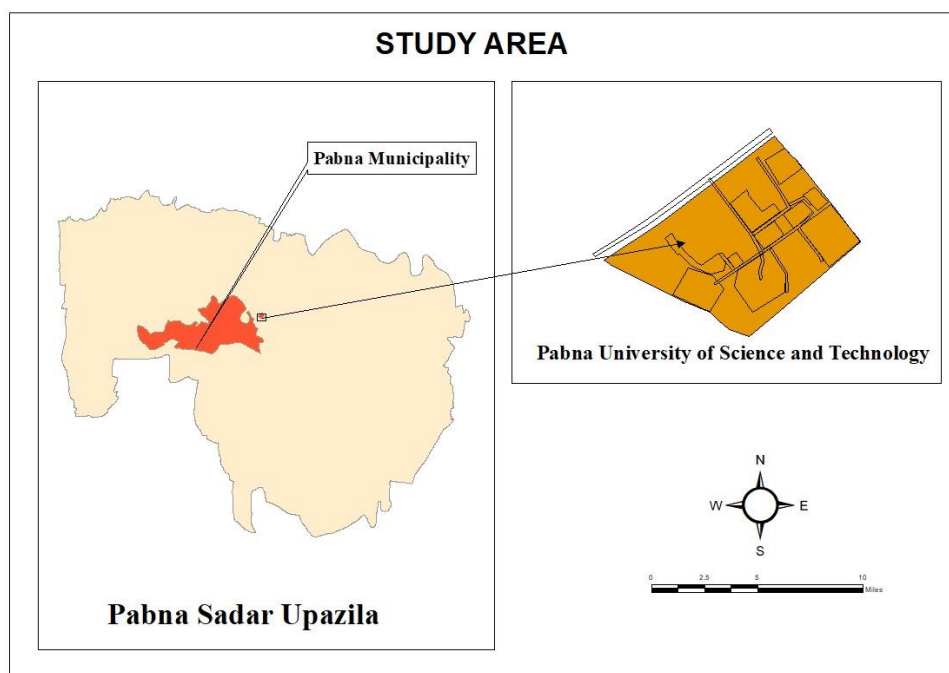 STUDY AREA
Pabna Municipality
Pabna Sadar Upazila
Pabna University of Science and Technology
N
W E
S
0 2.5 5 10
Miles